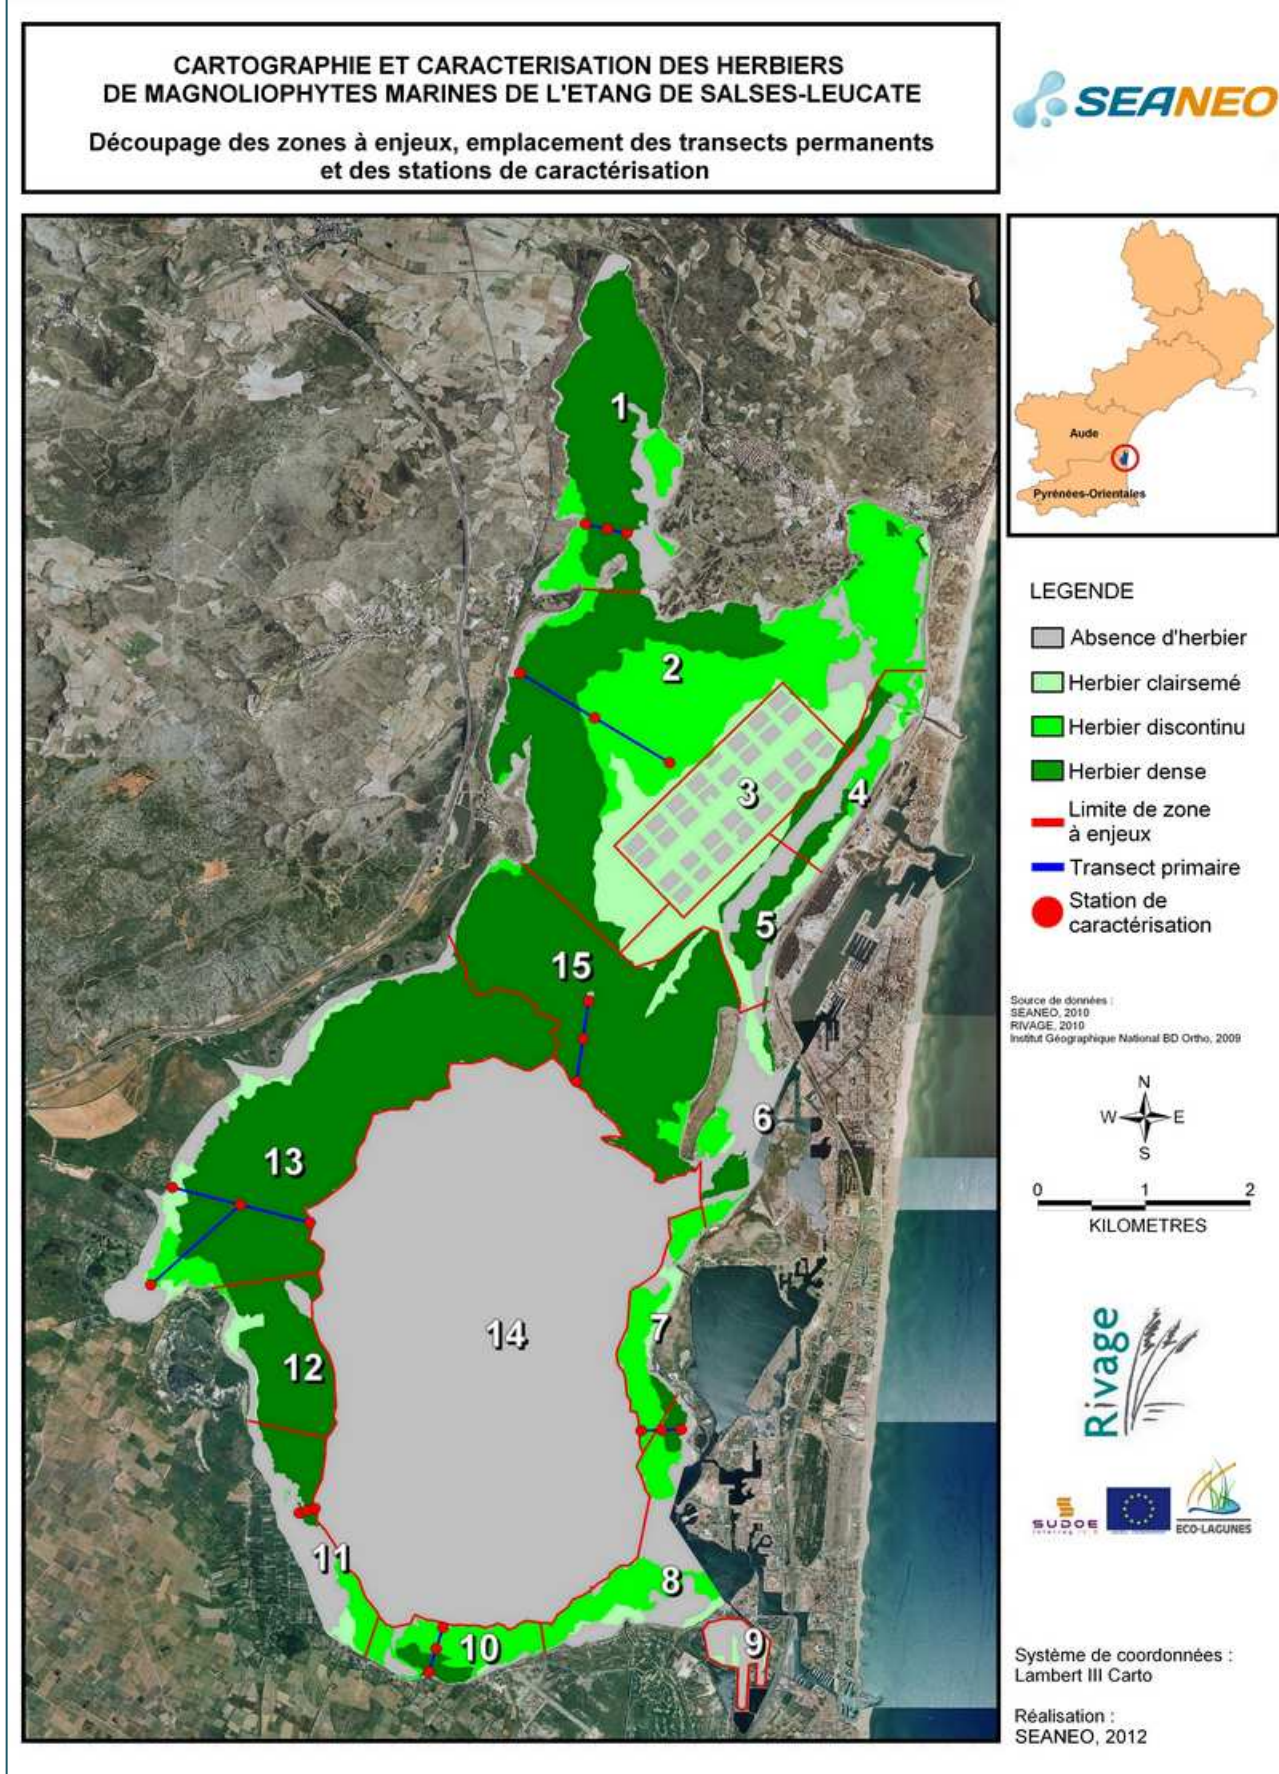 CARTOGRAPHIE ET CARACTERISATION DES HERBIERS
DE MAGNOLIOPHYTES MARINES DE L'ETANG DE SALSES-LEUCATE
Découpage des zones à enjeux, emplacement des transects permanents
et des stations de caractérisation
SEANEO
Aude
Pyrénées-Orientales
LEGENDE
Absence d'herbier
Herbier clairsemé
Herbier discontinu
Herbier dense
Limite de zone
à enjeux
Transect primaire
Station de
caractérisation
Source de données :
SEANEO, 2010
RIVAGE, 2010
Institut Géographique National BD Ortho, 2009
N
W
E
S
0
1
2
KILOMETRES
Rivage
SUDOE
ECO-LAGUNES
Système de coordonnées :
Lambert III Carto
Réalisation :
SEANEO, 2012
1
2
3
4
5
15
6
13
14
7
12
11
8
10
9